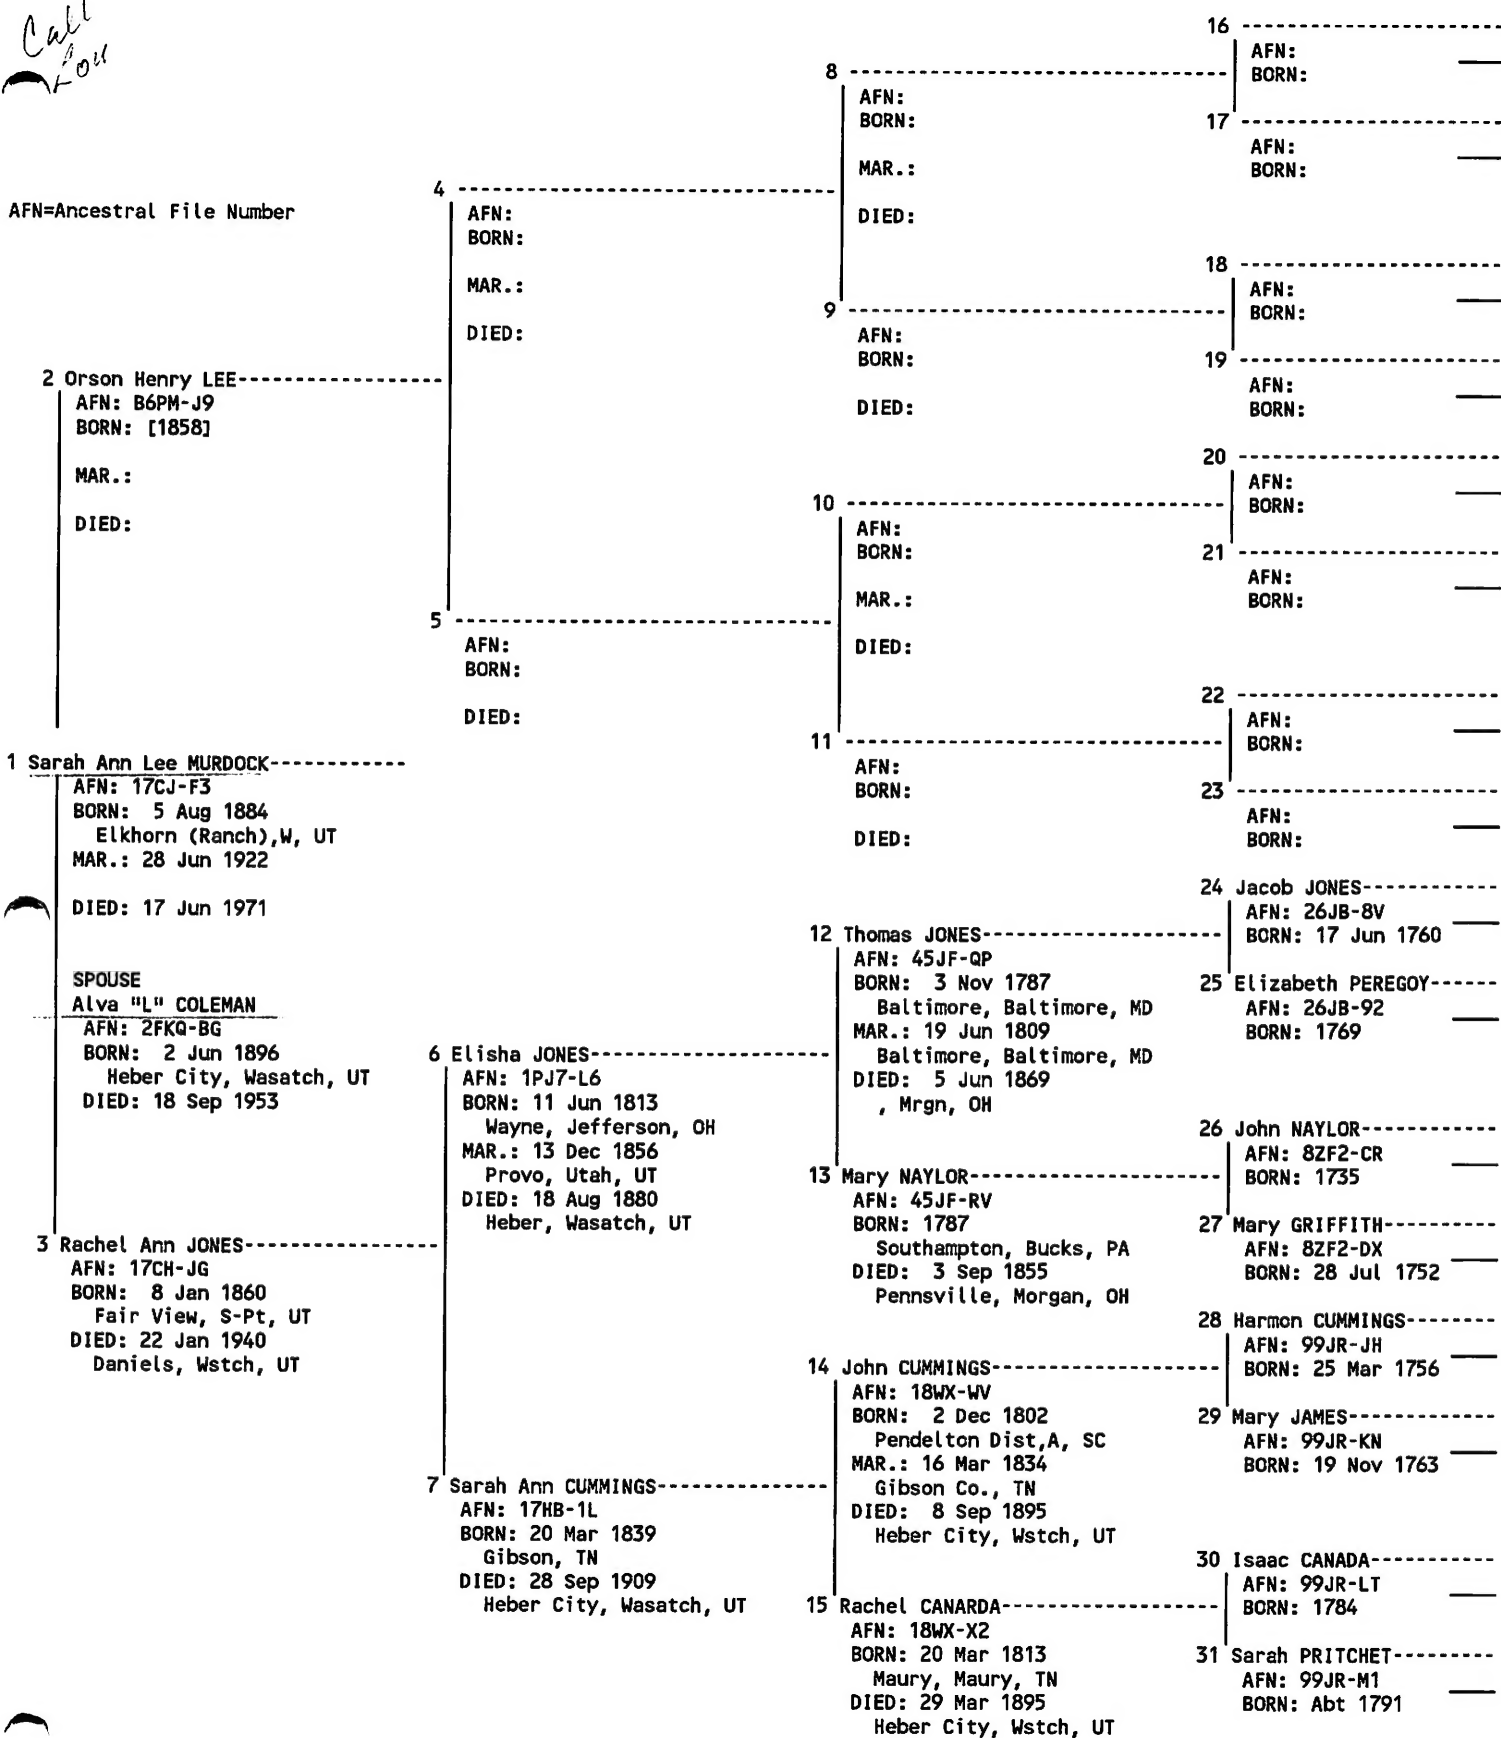 Call
Lou
AFN=Ancestral File Number
1 Sarah Ann Lee MURDOCK------------
AFN: 17CJ-F3
BORN:  5 Aug 1884
Elkhorn (Ranch),W, UT
MAR.: 28 Jun 1922
DIED: 17 Jun 1971
SPOUSE
Alva "L" COLEMAN
AFN: 2FKQ-BG
BORN:  2 Jun 1896
Heber City, Wasatch, UT
DIED: 18 Sep 1953
2 Orson Henry LEE------------------
AFN: B6PM-J9
BORN: [1858]
MAR.:
DIED:
3 Rachel Ann JONES-----------------
AFN: 17CH-JG
BORN:  8 Jan 1860
Fair View, S-Pt, UT
DIED: 22 Jan 1940
Daniels, Wstch, UT
4 ---------------------------------
AFN:
BORN:
MAR.:
DIED:
5 ---------------------------------
AFN:
BORN:
DIED:
6 Elisha JONES---------------------
AFN: 1PJ7-L6
BORN: 11 Jun 1813
Wayne, Jefferson, OH
MAR.: 13 Dec 1856
Provo, Utah, UT
DIED: 18 Aug 1880
Heber, Wasatch, UT
7 Sarah Ann CUMMINGS---------------
AFN: 17HB-1L
BORN: 20 Mar 1839
Gibson, TN
DIED: 28 Sep 1909
Heber City, Wasatch, UT
8 ---------------------------------
AFN:
BORN:
MAR.:
DIED:
9 ---------------------------------
AFN:
BORN:
DIED:
10 --------------------------------
AFN:
BORN:
MAR.:
DIED:
11 --------------------------------
AFN:
BORN:
DIED:
12 Thomas JONES--------------------
AFN: 45JF-QP
BORN:  3 Nov 1787
Baltimore, Baltimore, MD
MAR.: 19 Jun 1809
Baltimore, Baltimore, MD
DIED:  5 Jun 1869
, Mrgn, OH
13 Mary NAYLOR---------------------
AFN: 45JF-RV
BORN: 1787
Southampton, Bucks, PA
DIED:  3 Sep 1855
Pennsville, Morgan, OH
14 John CUMMINGS-------------------
AFN: 18WX-WV
BORN:  2 Dec 1802
Pendelton Dist,A, SC
MAR.: 16 Mar 1834
Gibson Co., TN
DIED:  8 Sep 1895
Heber City, Wstch, UT
15 Rachel CANARDA------------------
AFN: 18WX-X2
BORN: 20 Mar 1813
Maury, Maury, TN
DIED: 29 Mar 1895
Heber City, Wstch, UT
16 ----------------------
AFN:
BORN:
17 ----------------------
AFN:
BORN:
18 ----------------------
AFN:
BORN:
19 ----------------------
AFN:
BORN:
20 ----------------------
AFN:
BORN:
21 ----------------------
AFN:
BORN:
22 ----------------------
AFN:
BORN:
23 ----------------------
AFN:
BORN:
24 Jacob JONES-----------
AFN: 26JB-8V
BORN: 17 Jun 1760
25 Elizabeth PEREGOY------
AFN: 26JB-92
BORN: 1769
26 John NAYLOR-----------
AFN: 8ZF2-CR
BORN: 1735
27 Mary GRIFFITH---------
AFN: 8ZF2-DX
BORN: 28 Jul 1752
28 Harmon CUMMINGS--------
AFN: 99JR-JH
BORN: 25 Mar 1756
29 Mary JAMES------------
AFN: 99JR-KN
BORN: 19 Nov 1763
30 Isaac CANADA----------
AFN: 99JR-LT
BORN: 1784
31 Sarah PRITCHET---------
AFN: 99JR-M1
BORN: Abt 1791